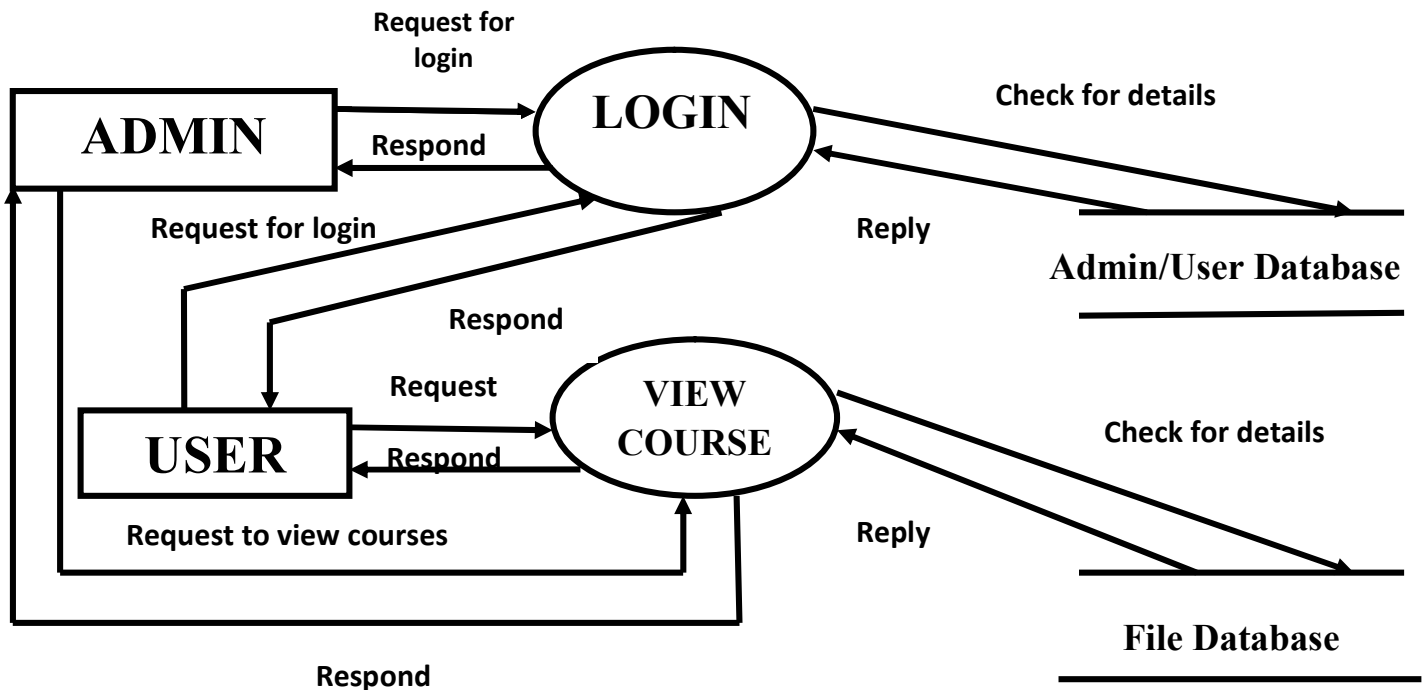 Request for
login
ADMIN
LOGIN
Check for details
Respond
Request for login
Reply
Admin/User Database
Respond
Request
VIEW
COURSE
USER
Respond
Check for details
Request to view courses
Reply
File Database
Respond